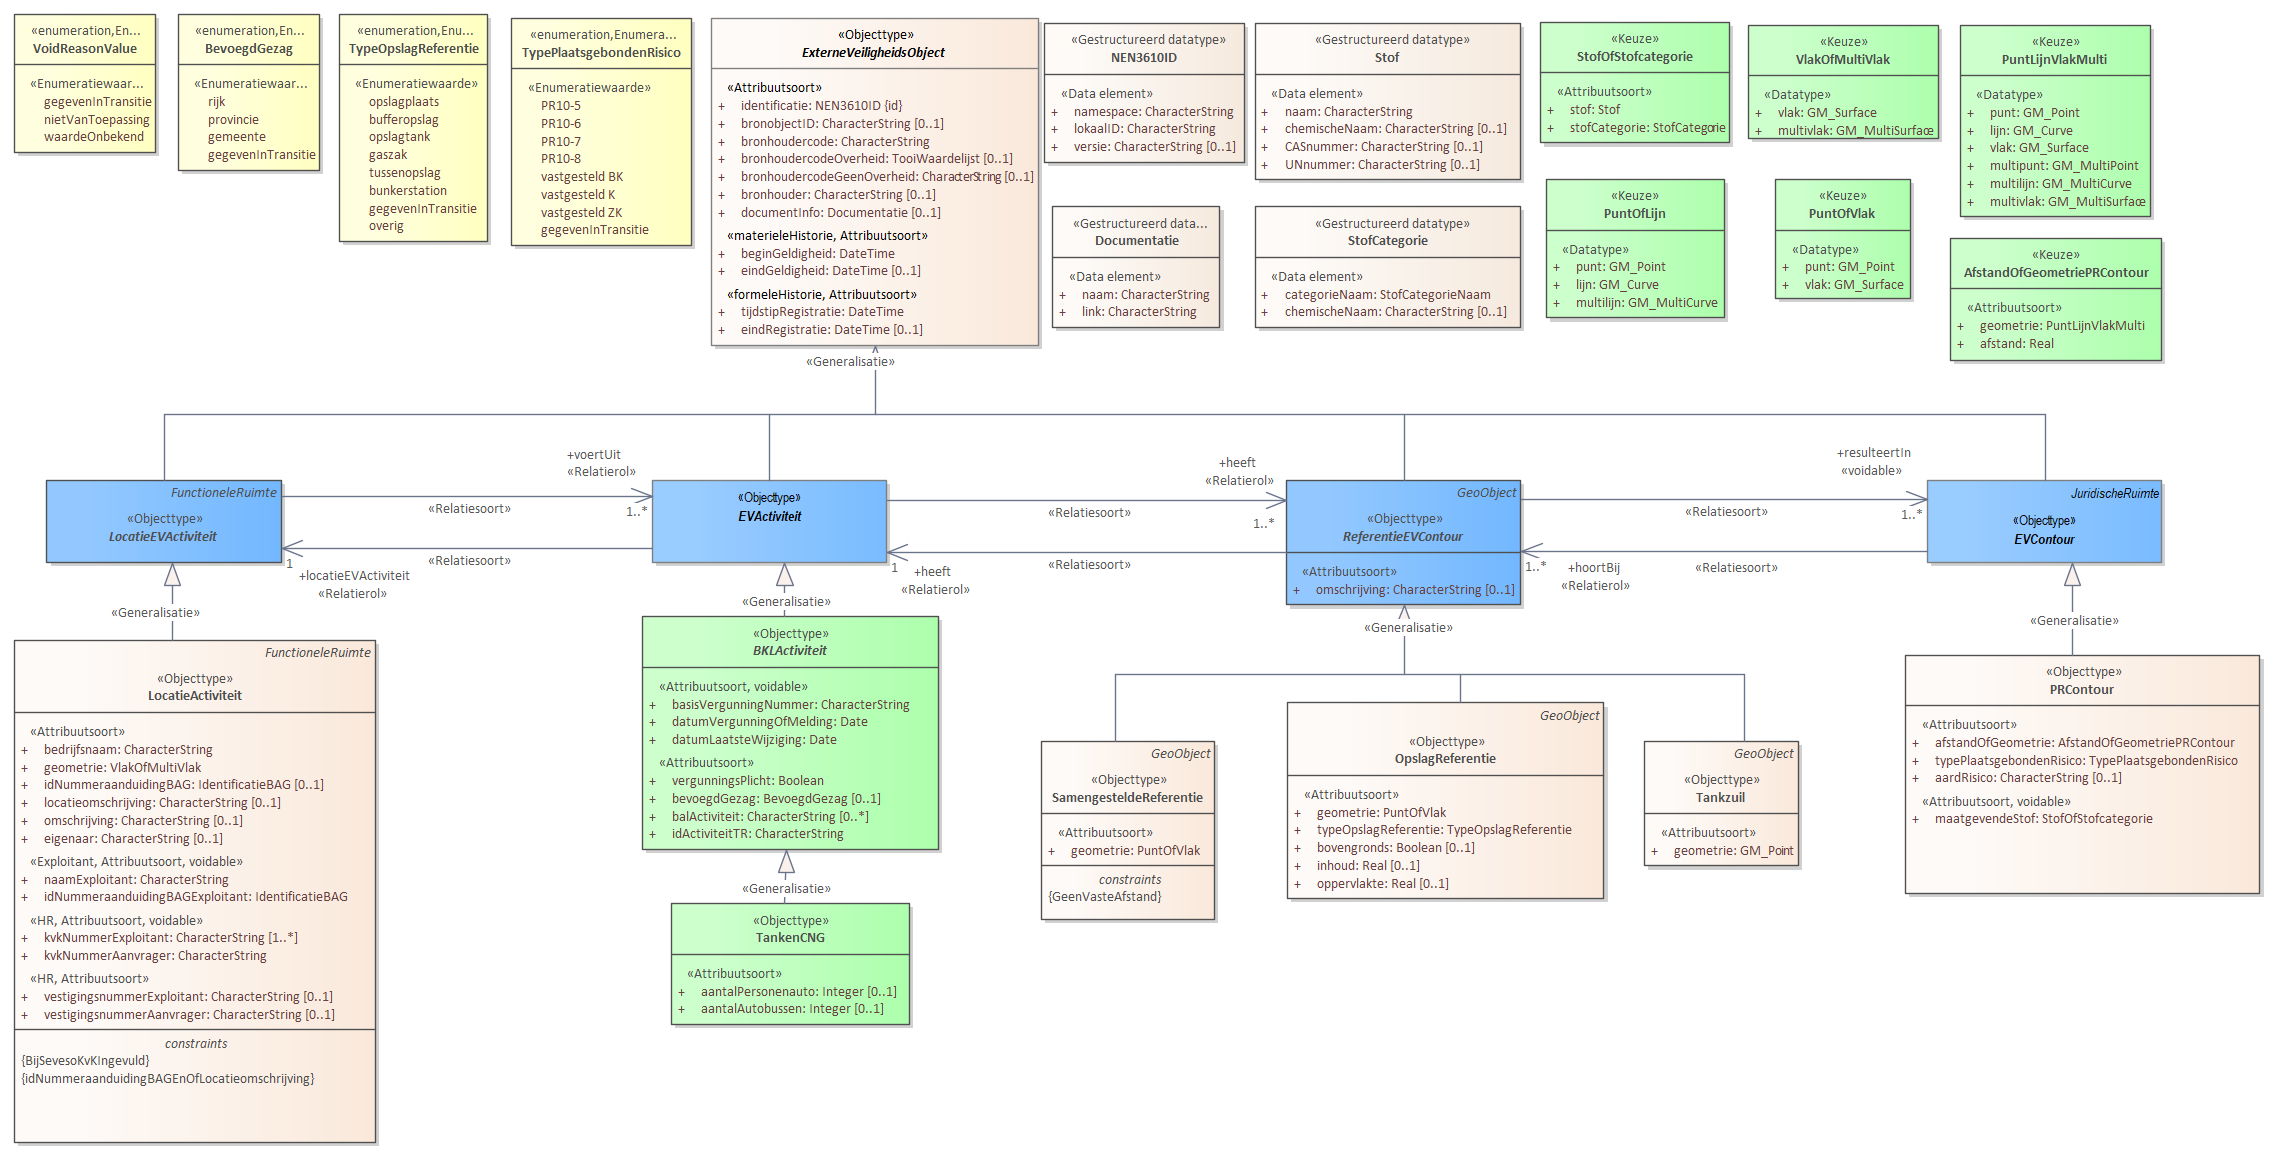 «enumeration,En...
VoidReasonValue
«Enumeratiewaar...
gegevenInTransitie
nietVanToepassing
waardeOnbekend
«enumeration,En...
BevoegdGezag
«Enumeratiewaar...
rijk
provincie
gemeente
gegevenInTransitie
«enumeration,Enu...
TypeOpslagReferentie
«Enumeratiewaarde»
opslagplaats
bufferopslag
opslagtank
gaszak
tussenopslag
bunkerstation
gegevenInTransitie
overig
«enumeration,Enumera...
TypePlaatsgebondenRisico
«Enumeratiewaarde»
PR10-5
PR10-6
PR10-7
PR10-8
vastgesteld BK
vastgesteld K
vastgesteld ZK
gegevenInTransitie
«Objecttype»
ExterneVeiligheidsObject
«Attribuutsoort»
+ identificatie: NEN3610ID {id}
+ bronobjectID: CharacterString [0..1]
+ bronhoudercode: CharacterString
+ bronhoudercodeOverheid: TooiWaardelijst [0..1]
+ bronhoudercodeGeenOverheid: CharacterString [0..1]
+ bronhouder: CharacterString [0..1]
+ documentInfo: Documentatie [0..1]
«materieleHistorie, Attribuutsoort»
+ beginGeldigheid: DateTime
+ eindGeldigheid: DateTime [0..1]
«formeleHistorie, Attribuutsoort»
+ tijdstipRegistratie: DateTime
+ eindRegistratie: DateTime [0..1]
«Gestructureerd datatype»
NEN3610ID
«Data element»
+ namespace: CharacterString
+ lokaalID: CharacterString
+ versie: CharacterString [0..1]
«Gestructureerd data...
Documentatie
«Data element»
+ naam: CharacterString
+ link: CharacterString
«Gestructureerd datatype»
Stof
«Data element»
+ naam: CharacterString
+ chemischeNaam: CharacterString [0..1]
+ CASnummer: CharacterString [0..1]
+ UNnummer: CharacterString [0..1]
«Gestructureerd datatype»
StofCategorie
«Data element»
+ categorieNaam: StofCategorieNaam
+ chemischeNaam: CharacterString [0..1]
«Keuze»
StofOfStofcategorie
«Attribuutsoort»
+ stof: Stof
+ stofCategorie: StofCategorie
«Keuze»
PuntOfLijn
«Datatype»
+ punt: GM_Point
+ lijn: GM_Curve
+ multilijn: GM_MultiCurve
«Keuze»
VlakOfMultiVlak
«Datatype»
+ vlak: GM_Surface
+ multivlak: GM_MultiSurface
«Keuze»
PuntOfVlak
«Datatype»
+ punt: GM_Point
+ vlak: GM_Surface
«Keuze»
PuntLijnVlakMulti
«Datatype»
+ punt: GM_Point
+ lijn: GM_Curve
+ vlak: GM_Surface
+ multipunt: GM_MultiPoint
+ multilijn: GM_MultiCurve
+ multivlak: GM_MultiSurface
«Keuze»
AfstandOfGeometriePRContour
«Attribuutsoort»
+ geometrie: PuntLijnVlakMulti
+ afstand: Real
«Generalisatie»
FunctioneleRuimte
«Objecttype»
LocatieEVActiviteit
+voertUit
«Relatierol»
1..*
«Relatiesoort»
«Relatiesoort»
1
+locatieEVActiviteit
«Relatierol»
«Objecttype»
EVActiviteit
+heeft
«Relatierol»
1..*
«Relatiesoort»
«Relatiesoort»
1
+heeft
«Relatierol»
GeoObject
«Objecttype»
ReferentieEVContour
«Attribuutsoort»
+ omschrijving: CharacterString [0..1]
+resulteertIn
«voidable»
1..*
«Relatiesoort»
«Relatiesoort»
1..*
+hoortBij
«Relatierol»
JuridischeRuimte
«Objecttype»
EVContour
«Generalisatie»
«Generalisatie»
«Generalisatie»
«Generalisatie»
FunctioneleRuimte
«Objecttype»
LocatieActiviteit
«Attribuutsoort»
+ bedrijfsnaam: CharacterString
+ geometrie: VlakOfMultiVlak
+ idNummeraanduidingBAG: IdentificatieBAG [0..1]
+ locatieomschrijving: CharacterString [0..1]
+ omschrijving: CharacterString [0..1]
+ eigenaar: CharacterString [0..1]
«Exploitant, Attribuutsoort, voidable»
+ naamExploitant: CharacterString
+ idNummeraanduidingBAGExploitant: IdentificatieBAG
«HR, Attribuutsoort, voidable»
+ kvkNummerExploitant: CharacterString [1..*]
+ kvkNummerAanvrager: CharacterString
«HR, Attribuutsoort»
+ vestigingsnummerExploitant: CharacterString [0..1]
+ vestigingsnummerAanvrager: CharacterString [0..1]
constraints
{BijSevesoKvKIngevuld}
{idNummeraanduidingBAGEnOfLocatieomschrijving}
«Objecttype»
BKLActiviteit
«Attribuutsoort, voidable»
+ basisVergunningNummer: CharacterString
+ datumVergunningOfMelding: Date
+ datumLaatsteWijziging: Date
«Attribuutsoort»
+ vergunningsPlicht: Boolean
+ bevoegdGezag: BevoegdGezag [0..1]
+ balActiviteit: CharacterString [0..*]
+ idActiviteitTR: CharacterString
«Generalisatie»
«Objecttype»
TankenCNG
«Attribuutsoort»
+ aantalPersonenauto: Integer [0..1]
+ aantalAutobussen: Integer [0..1]
GeoObject
«Objecttype»
SamengesteldeReferentie
«Attribuutsoort»
+ geometrie: PuntOfVlak
constraints
{GeenVasteAfstand}
GeoObject
«Objecttype»
OpslagReferentie
«Attribuutsoort»
+ geometrie: PuntOfVlak
+ typeOpslagReferentie: TypeOpslagReferentie
+ bovengronds: Boolean [0..1]
+ inhoud: Real [0..1]
+ oppervlakte: Real [0..1]
GeoObject
«Objecttype»
Tankzuil
«Attribuutsoort»
+ geometrie: GM_Point
«Objecttype»
PRContour
«Attribuutsoort»
+ afstandOfGeometrie: AfstandOfGeometriePRContour
+ typePlaatsgebondenRisico: TypePlaatsgebondenRisico
+ aardRisico: CharacterString [0..1]
«Attribuutsoort, voidable»
+ maatgevendeStof: StofOfStofcategorie